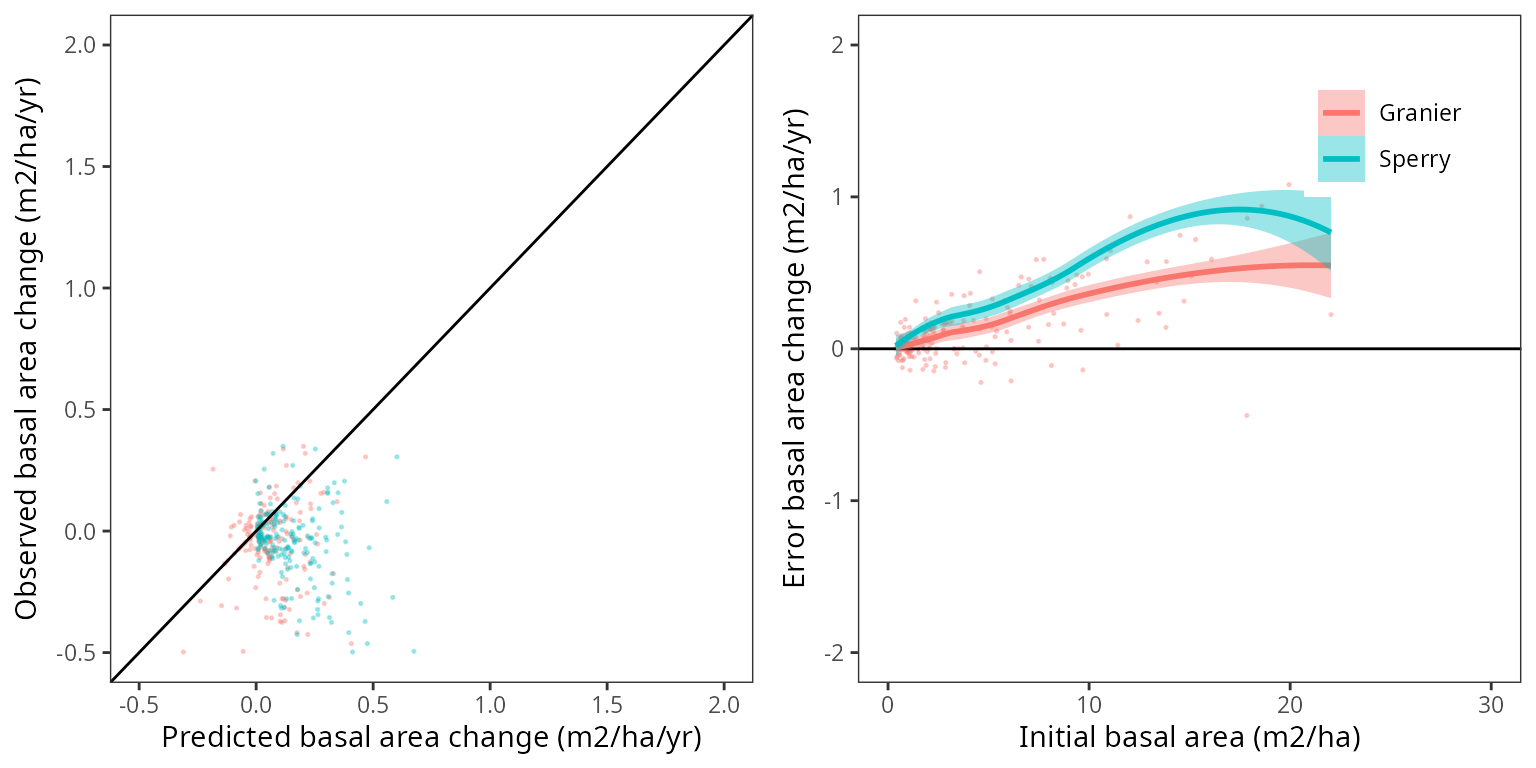 Observed basal area change (m2/ha/yr)
2.0
1.5
1.0
0.5
0.0
-0.5
-0.5 0.0 0.5 1.0 1.5 2.0
Predicted basal area change (m2/ha/yr)
Error basal area change (m2/ha/yr)
2
1
0
-1
-2
Granier
Sperry
0 10 20 30
Initial basal area (m2/ha)